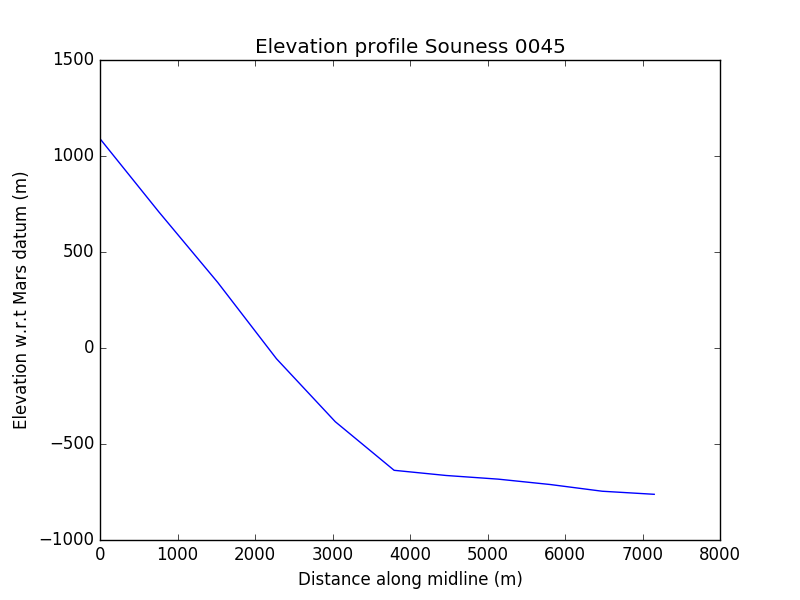 Elevation profile Souness 0045
1500
1000
500
0
−500
−1000
Elevation w.r.t Mars datum (m)
0 1000 2000 3000 4000 5000 6000 7000 8000
Distance along midline (m)